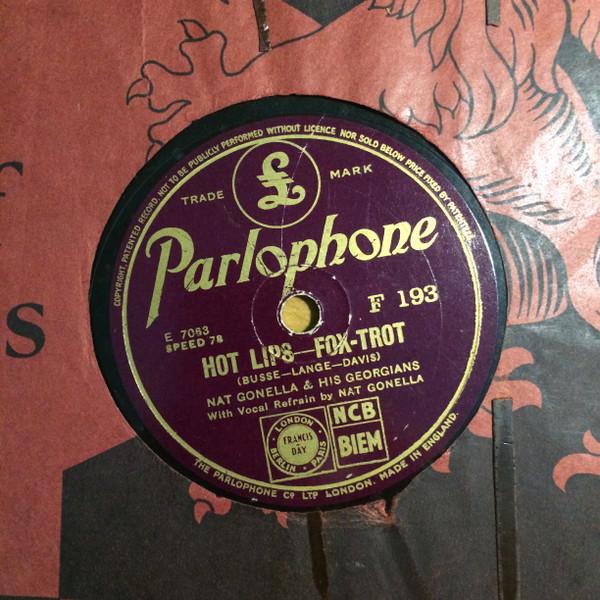 COPYRIGHT. PATENTED RECORD. NOT TO BE PUBLICLY PERFORMED WITHOUT LICENCE NOR SOLD BELOW PRICE FIXED BY PATENTEE.
£
TRADE MARK
Parlophone
F 193
E 7063
SPEED 78
HOT LIPS—FOX-TROT
(BUSSE—LANGE—DAVIS)
NAT GONELLA & HIS GEORGIANS
With Vocal Refrain by NAT GONELLA
LONDON
FRANCIS
DAY
BERLIN PARIS
NCB
BIEM
THE PARLOPHONE CO LTD LONDON. MADE IN ENGLAND.
S